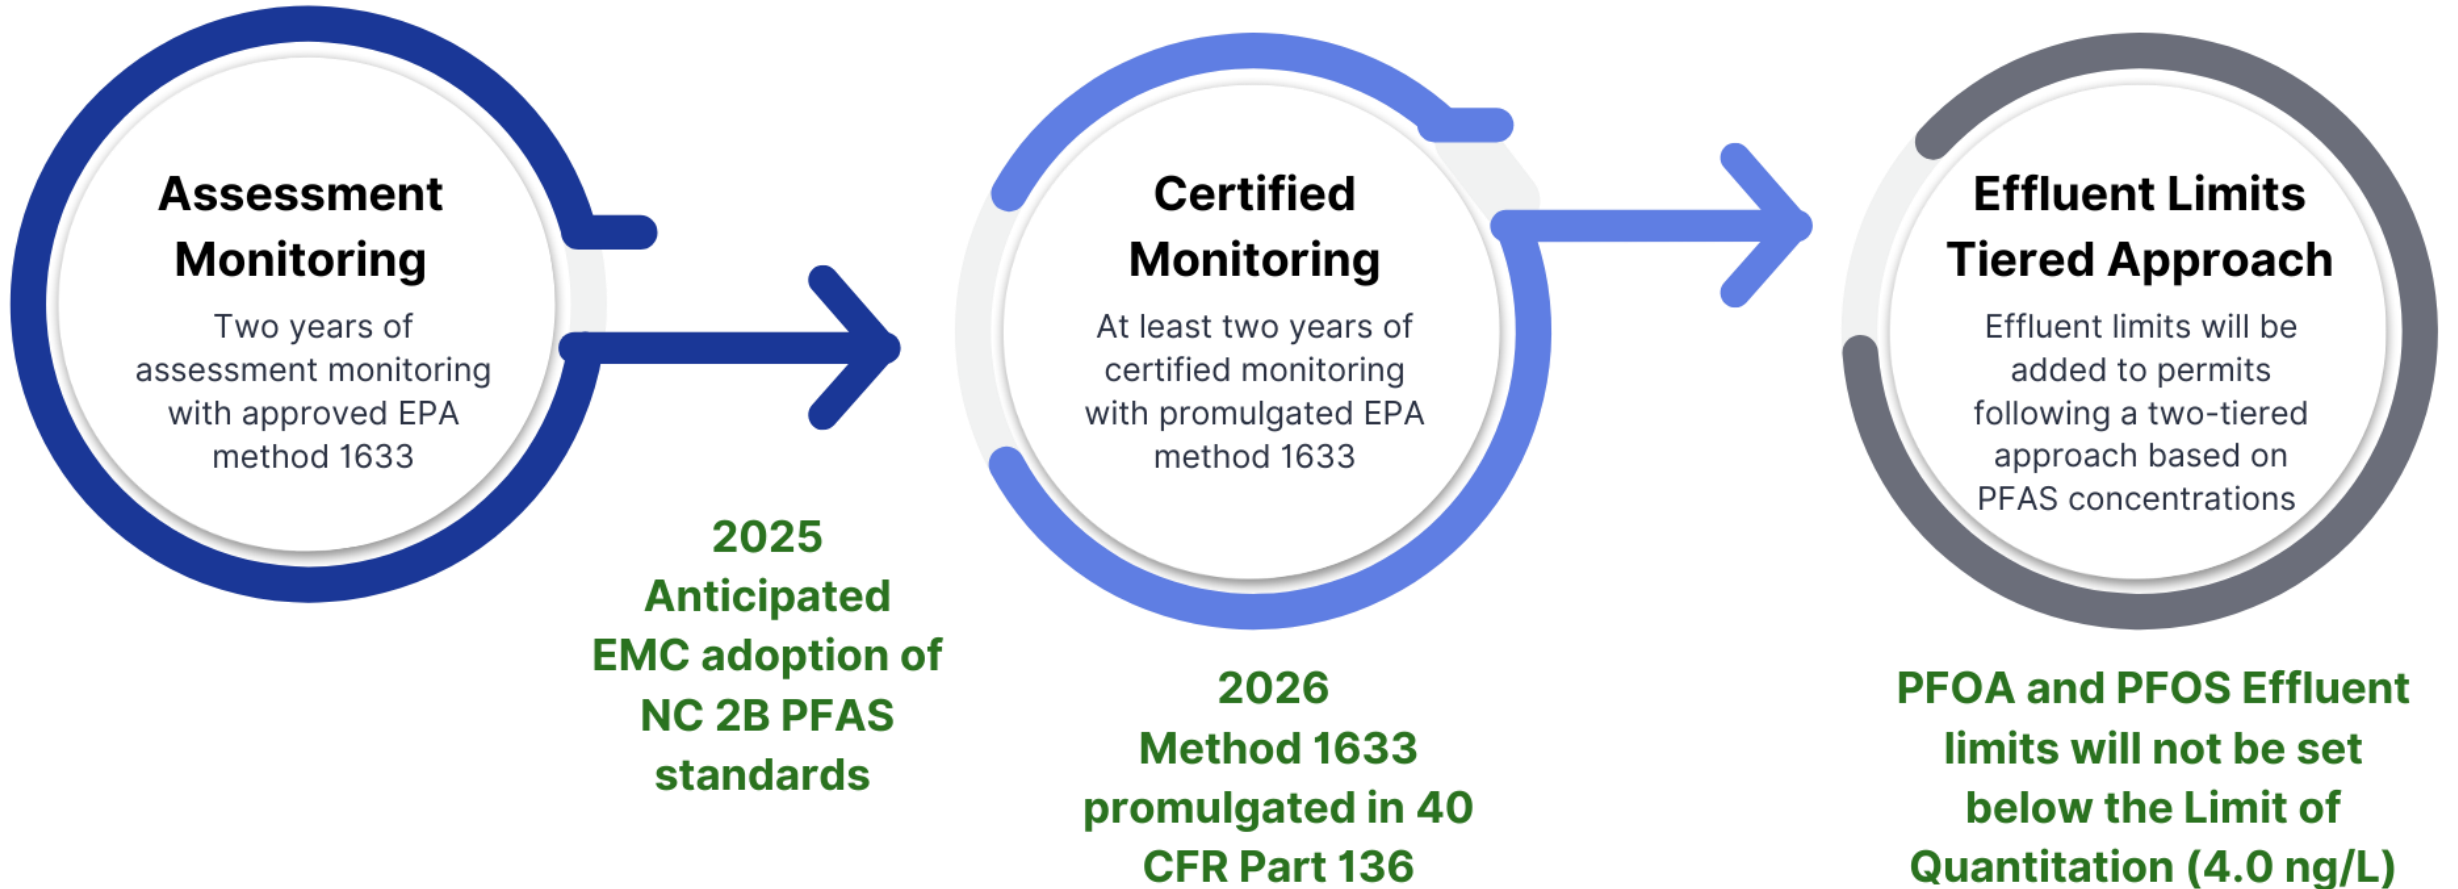 Assessment
Monitoring
Two years of
assessment monitoring
with approved EPA
method 1633
2025
Anticipated
EMC adoption of
NC 2B PFAS
standards
Certified
Monitoring
At least two years of
certified monitoring
with promulgated EPA
method 1633
2026
Method 1633
promulgated in 40
CFR Part 136
Effluent Limits
Tiered Approach
Effluent limits will be
added to permits
following a two-tiered
approach based on
PFAS concentrations
PFOA and PFOS Effluent
limits will not be set
below the Limit of
Quantitation (4.0 ng/L)